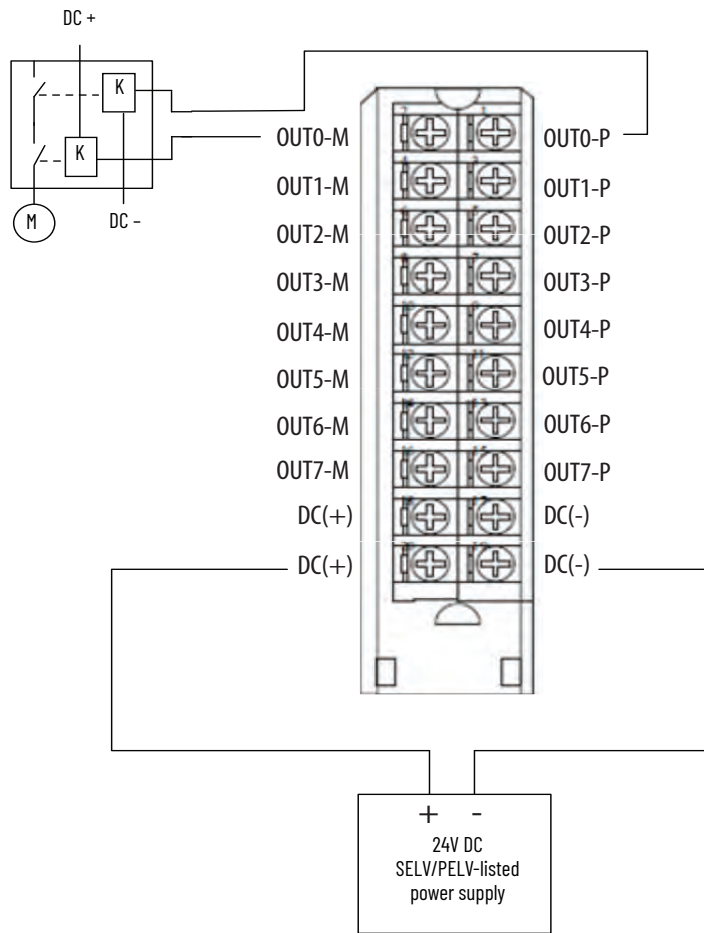 DC +
K
K
M
DC -
OUT0-M OUT0-P
OUT1-M OUT1-P
OUT2-M OUT2-P
OUT3-M OUT3-P
OUT4-M OUT4-P
OUT5-M OUT5-P
OUT6-M OUT6-P
OUT7-M OUT7-P
DC(+) DC(-)
DC(+) DC(-)
+ -
24V DC
SELV/PELV-listed
power supply